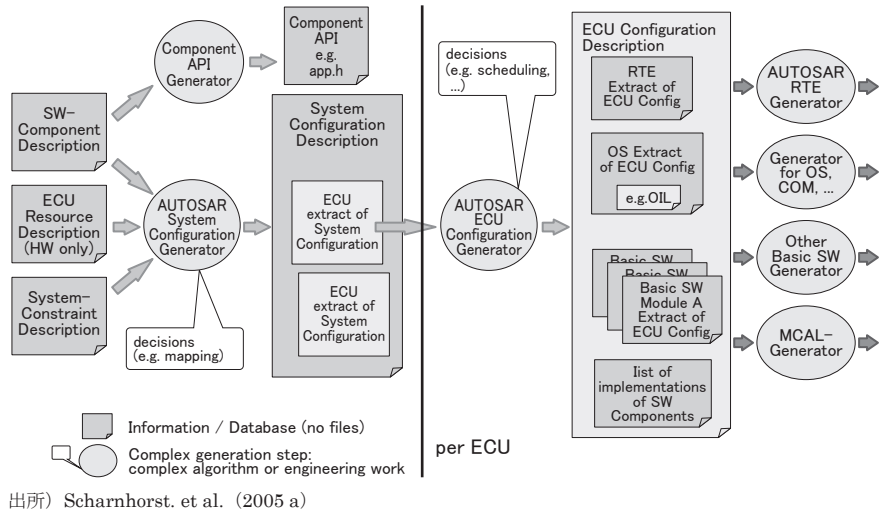 Component
API
Generator
Component
API
e.g.
app.h
SW-
Component
Description
ECU
Resource
Description
(HW only)
System-
Constraint
Description
AUTOSAR
System
Configuration
Generator
decisions
(e.g. mapping)
System
Configuration
Description
ECU
extract of
System
Configuration
ECU
extract of
System
Configuration
decisions
(e.g. scheduling,
...)
AUTOSAR
ECU
Configuration
Generator
ECU Configuration
Description
RTE
Extract of
ECU Config
OS Extract
of ECU Config
e.g.OIL
Basic SW
Basic SW
Basic SW
Module A
Extract of
ECU Config
list of
implementations
of SW
Components
AUTOSAR
RTE
Generator
Generator
for OS,
COM, ...
Other
Basic SW
Generator
MCAL-
Generator
Information / Database (no files)
Complex generation step:
complex algorithm or engineering work
per ECU
出所) Scharnhorst. et al. (2005 a)